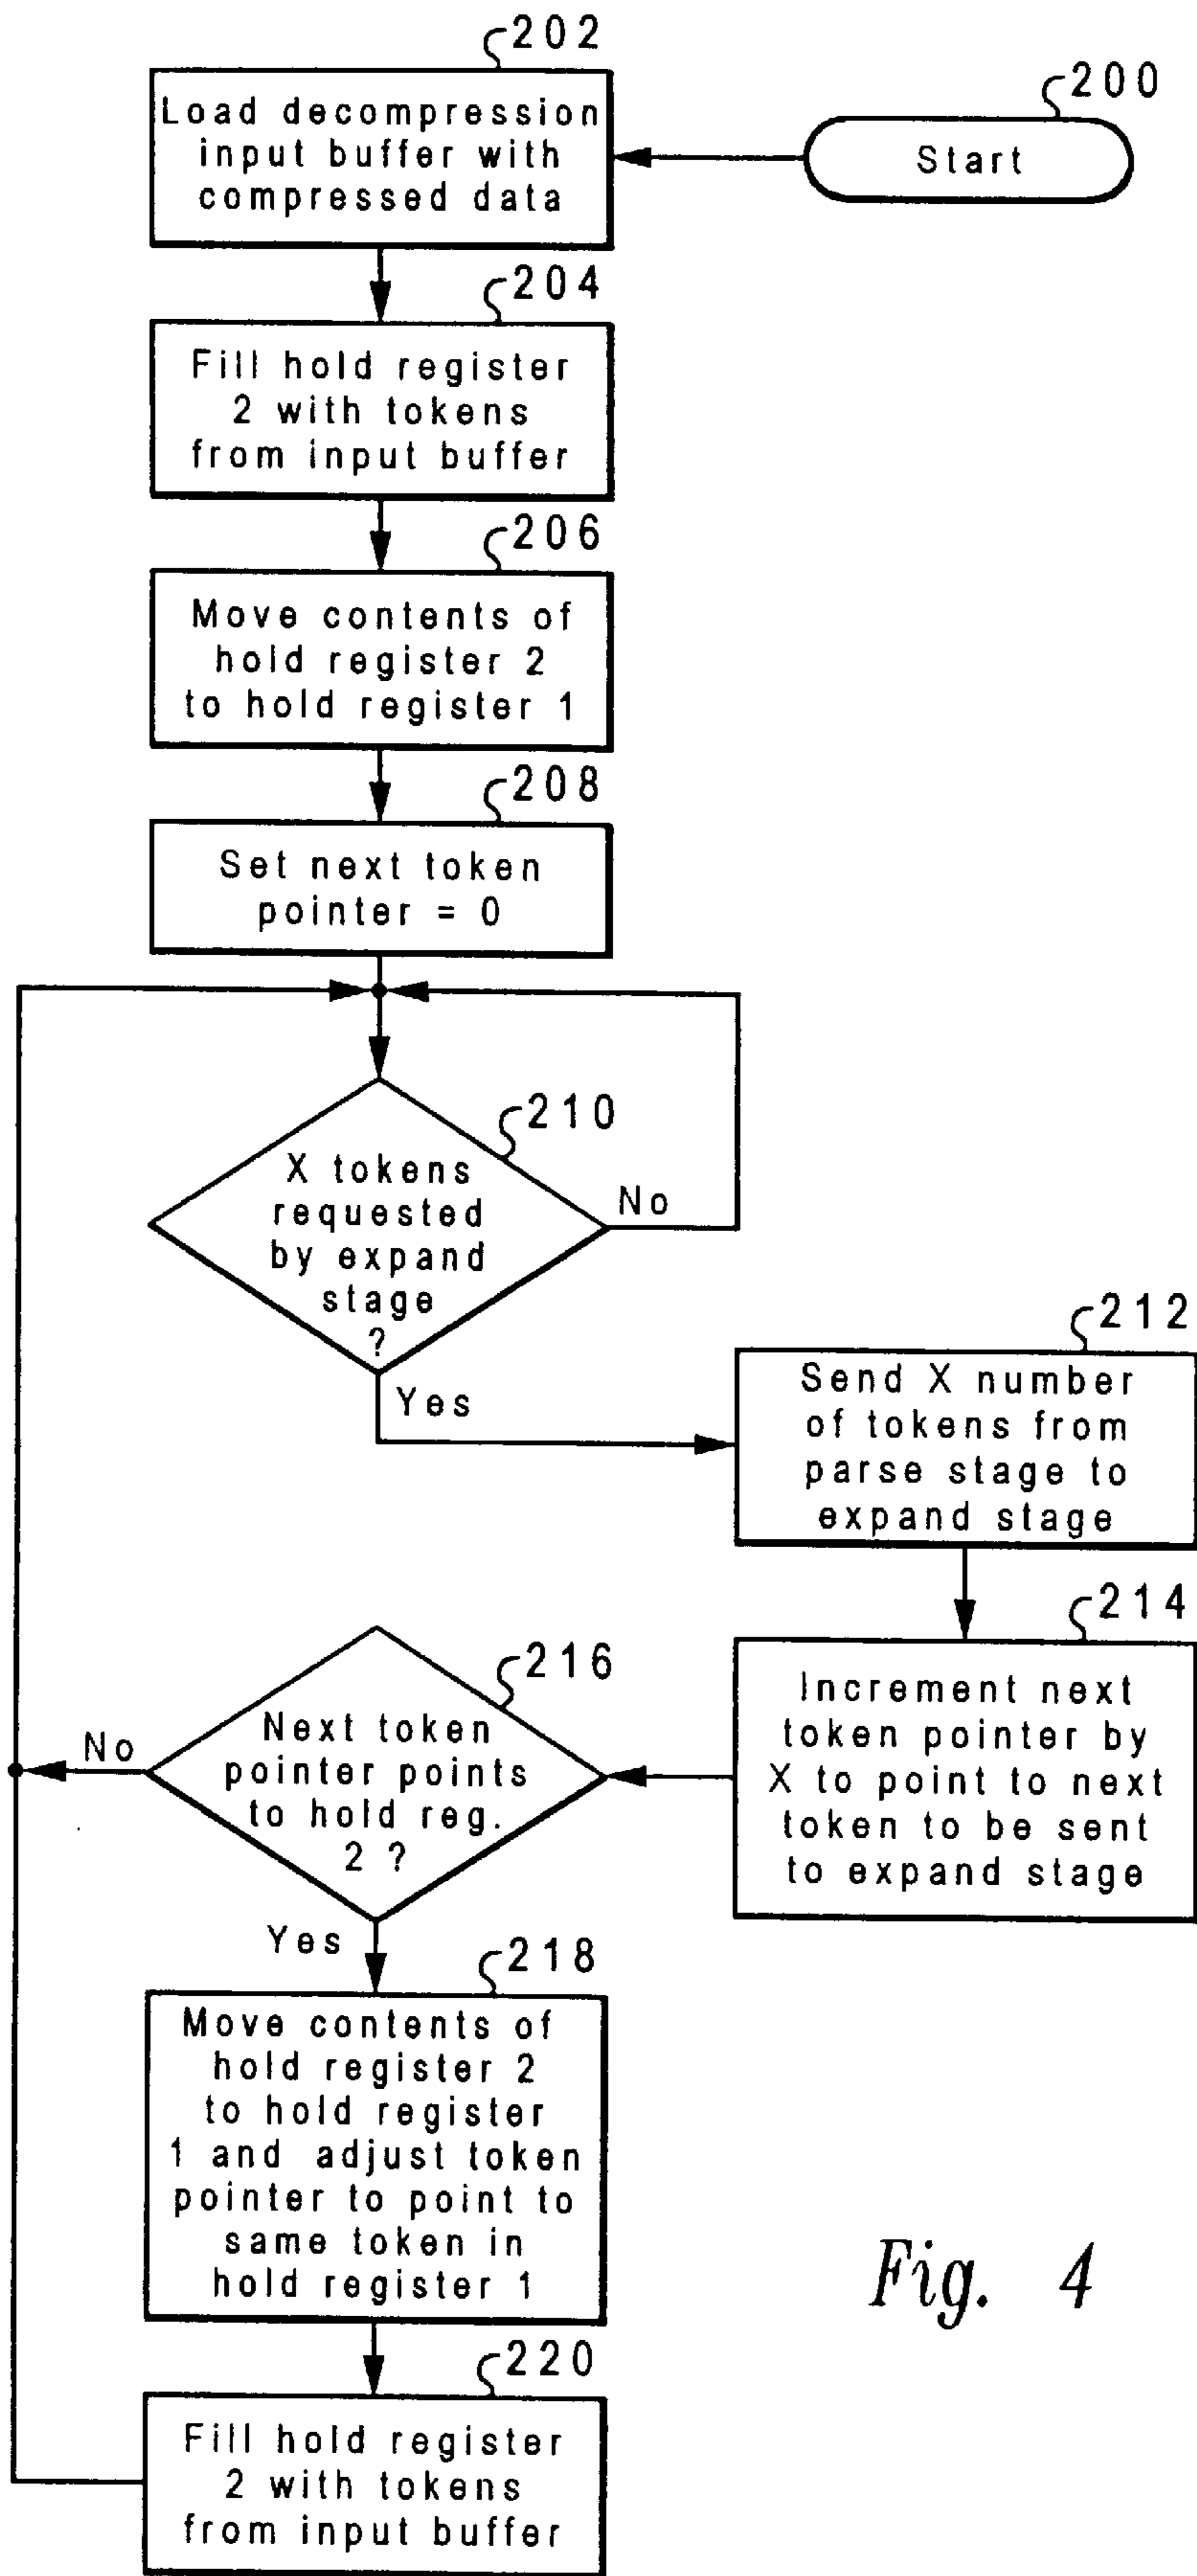 202
Load decompression
input buffer with
compressed data
200
Start
204
Fill hold register
2 with tokens
from input buffer
206
Move contents of
hold register 2
to hold register 1
208
Set next token
pointer = 0
210
X tokens
requested
by expand
stage
?
No
Yes
212
Send X number
of tokens from
parse stage to
expand stage
214
Increment next
token pointer by
X to point to next
token to be sent
to expand stage
216
Next token
pointer points
to hold reg.
2 ?
No
Yes
218
Move contents of
hold register 2
to hold register
1 and adjust token
pointer to point to
same token in
hold register 1
220
Fill hold register
2 with tokens
from input buffer
Fig. 4